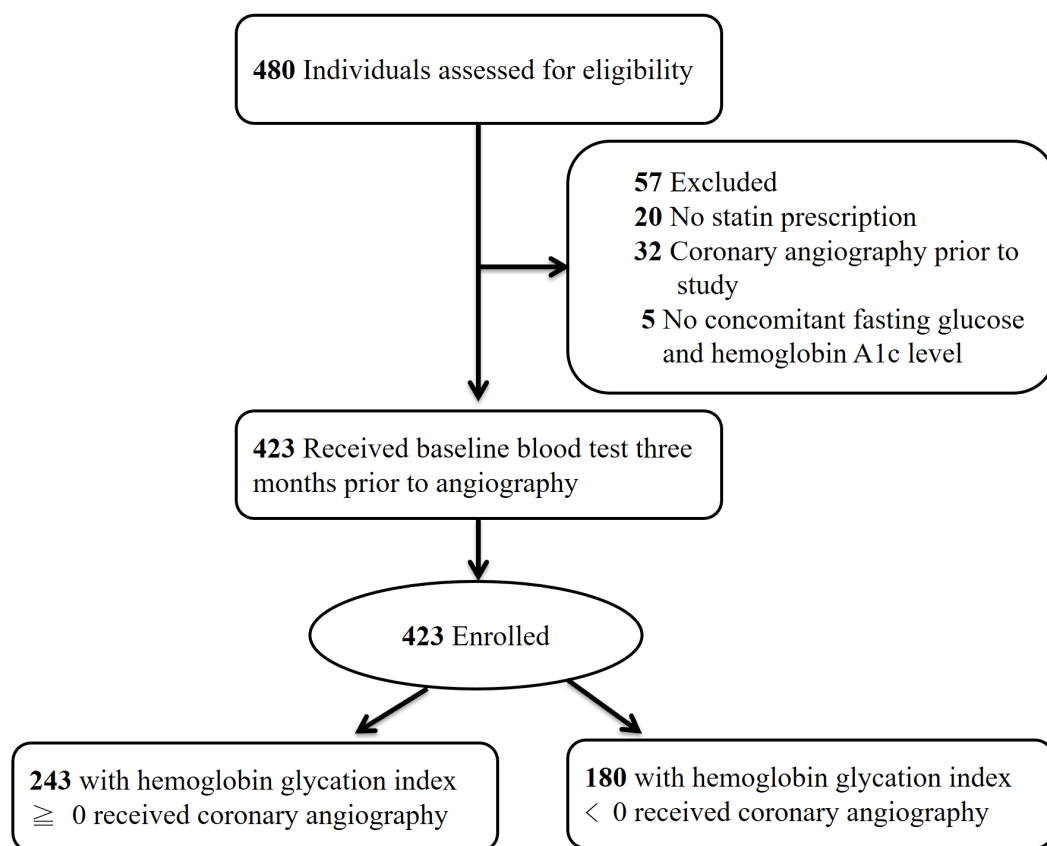 480 Individuals assessed for eligibility
57 Excluded
20 No statin prescription
32 Coronary angiography prior to
study
5 No concomitant fasting glucose
and hemoglobin A1c level
423 Received baseline blood test three
months prior to angiography
423 Enrolled
243 with hemoglobin glycation index
≧ 0 received coronary angiography
180 with hemoglobin glycation index
< 0 received coronary angiography